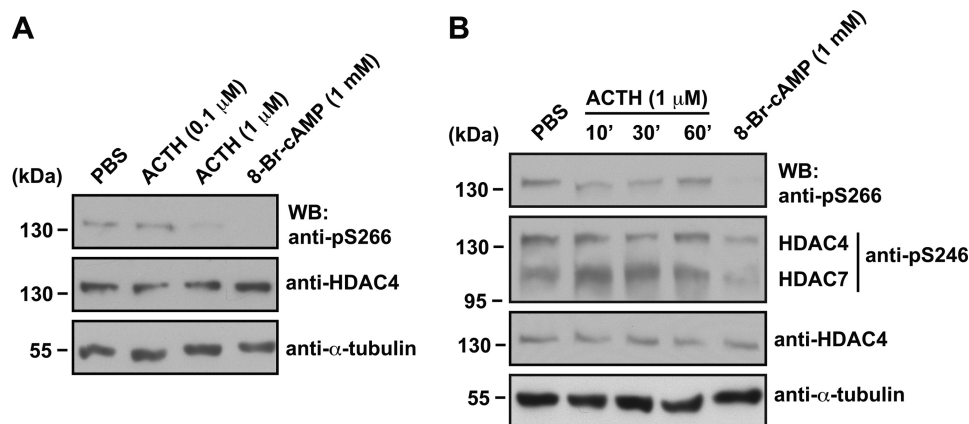 A
PBS
ACTH (0.1 μM)
ACTH (1 μM)
8-Br-cAMP (1 mM)
(kDa)
130
WB:
anti-pS266
130
anti-HDAC4
55
anti-α-tubulin
B
PBS
ACTH (1 μM)
10’ 30’ 60’
8-Br-cAMP (1 mM)
(kDa)
130
WB:
anti-pS266
130
95
HDAC4
HDAC7
anti-pS246
130
anti-HDAC4
55
anti-α-tubulin